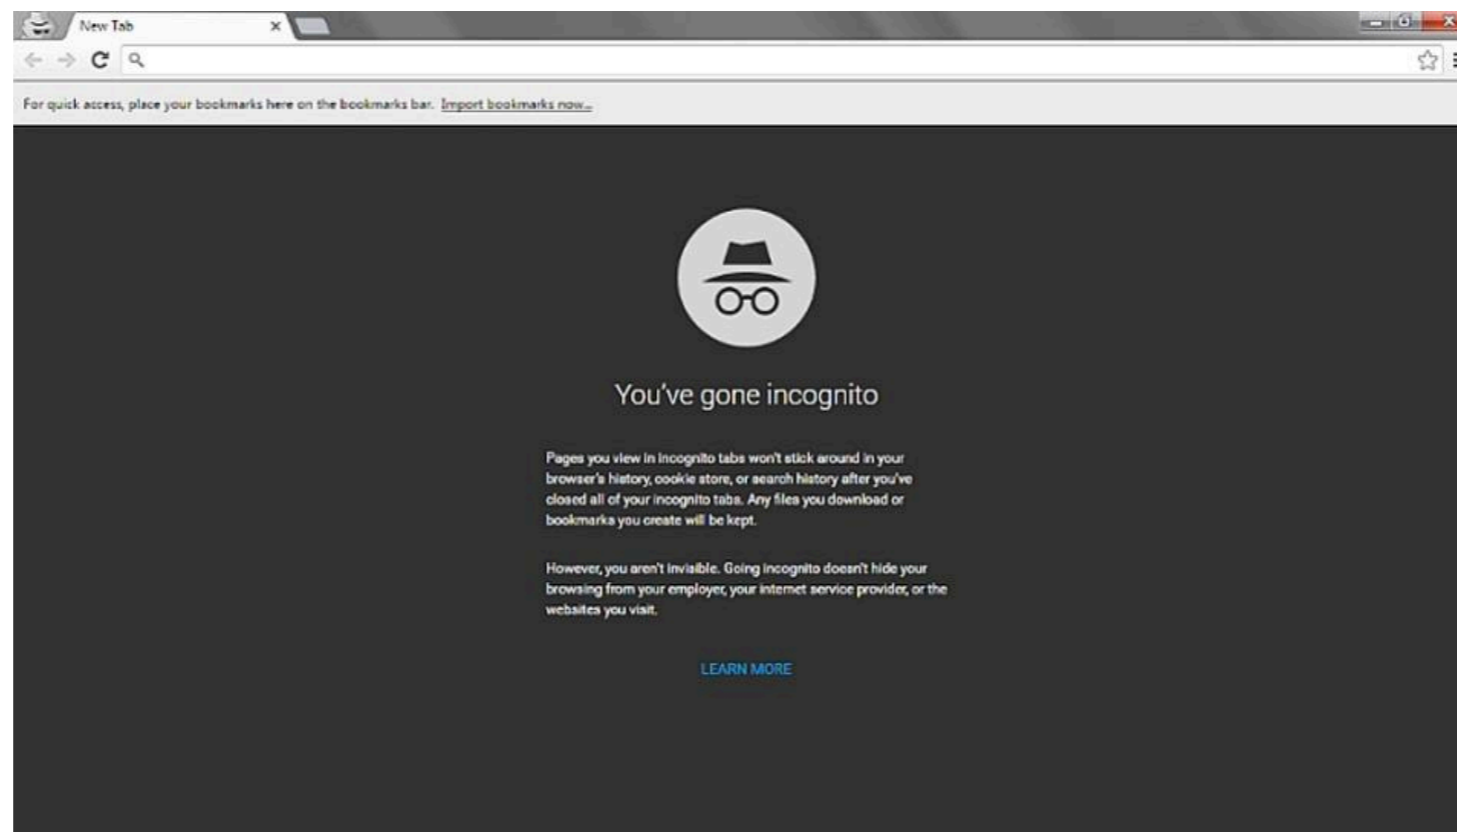 New Tab
For quick access, place your bookmarks here on the bookmarks bar. Import bookmarks now...
You've gone incognito
Pages you view in incognito tabs won't stick around in your
browser's history, cookie store, or search history after you've
closed all of your incognito tabs. Any files you download or
bookmarks you create will be kept.
However, you aren't invisible. Going incognito doesn't hide your
browsing from your employer, your internet service provider, or the
websites you visit.
LEARN MORE